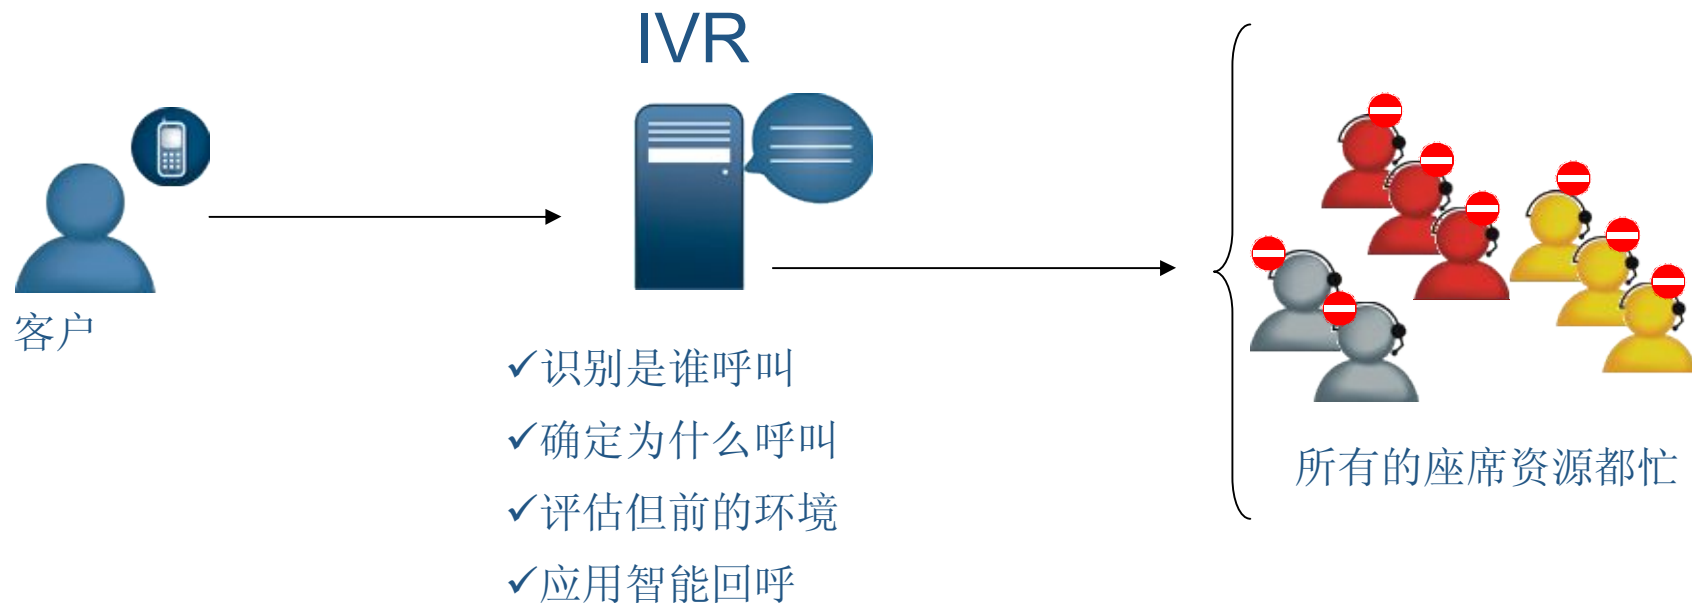 IVR
客户
✓识别是谁呼叫
✓确定为什么呼叫
✓评估但前的环境
✓应用智能回呼
所有的座席资源都忙